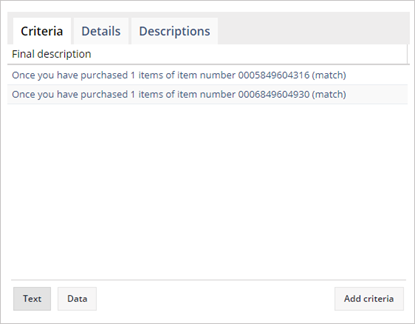 Criteria Details Descriptions
Final description
Once you have purchased 1 items of item number 0005849604316 (match)
Once you have purchased 1 items of item number 0006849604930 (match)
Text Data Add criteria